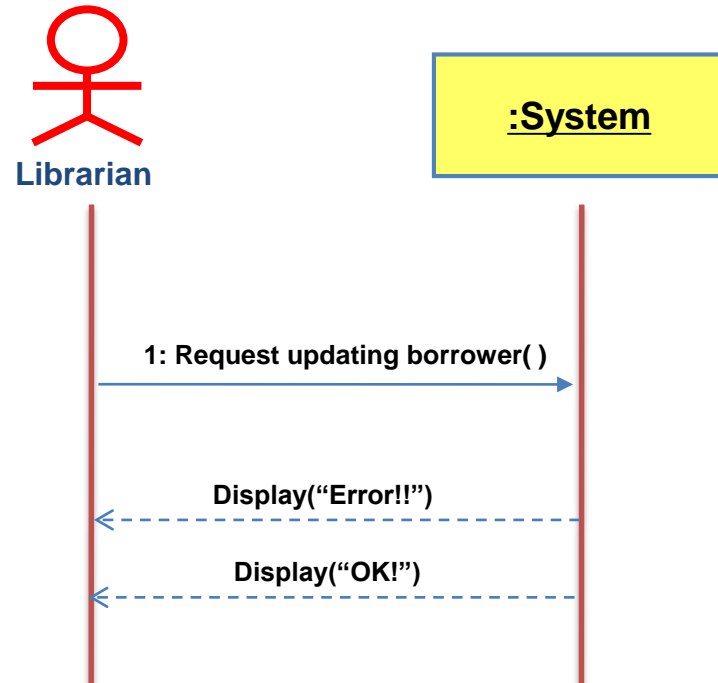 :System
Librarian
1: Request updating borrower( )
Display(“Error!!”)
Display(“OK!”)